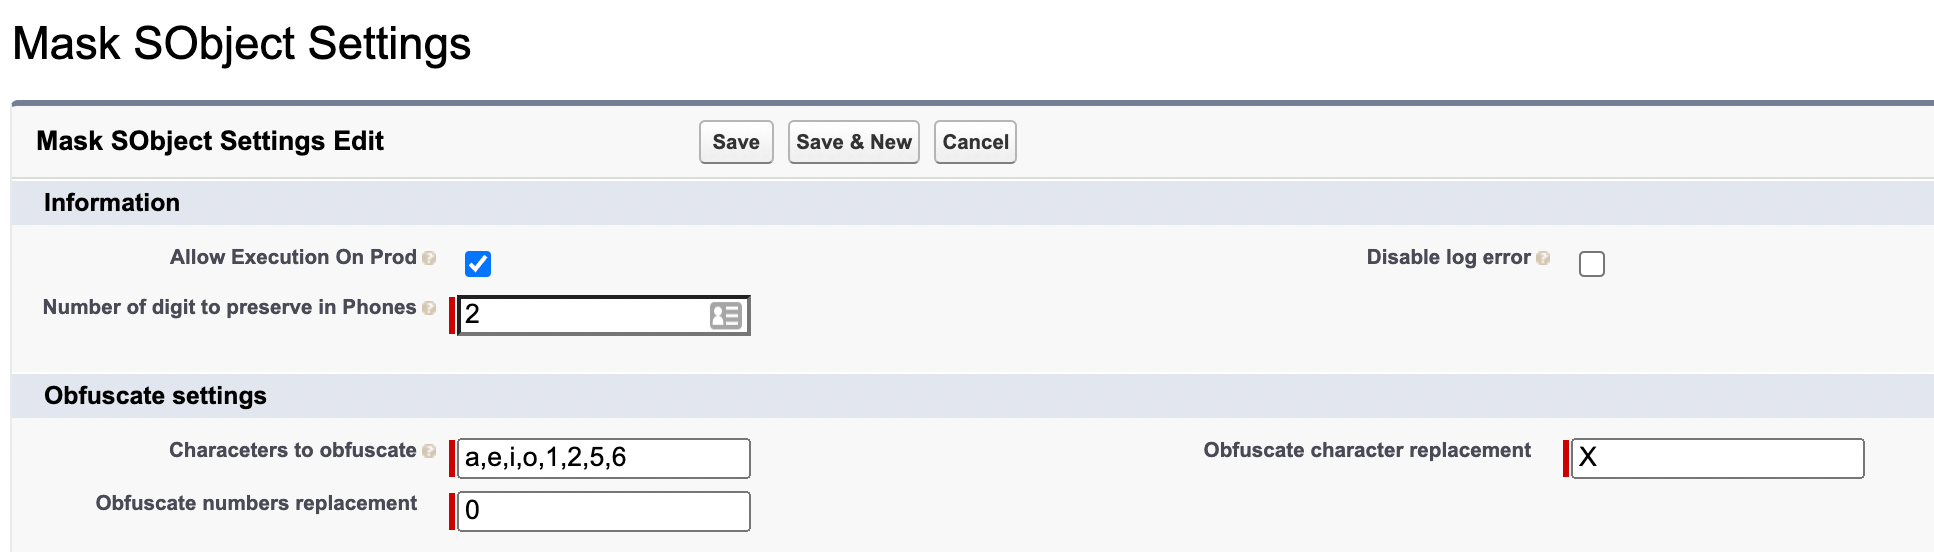 Mask SObject Settings
Mask SObject Settings Edit Save Save & New Cancel
Information
Allow Execution On Prod ? Disable log error ?
Number of digit to preserve in Phones ? 2
Obfuscate settings
Characeters to obfuscate ? a,e,i,o,1,2,5,6 Obfuscate character replacement X
Obfuscate numbers replacement 0